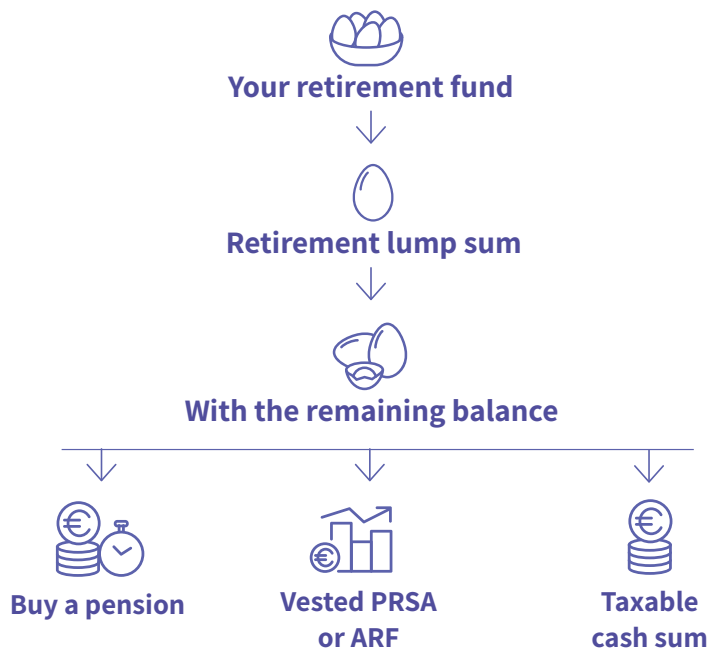 Your retirement fund
Retirement lump sum
With the remaining balance
Buy a pension
Vested PRSA
or ARF
Taxable
cash sum